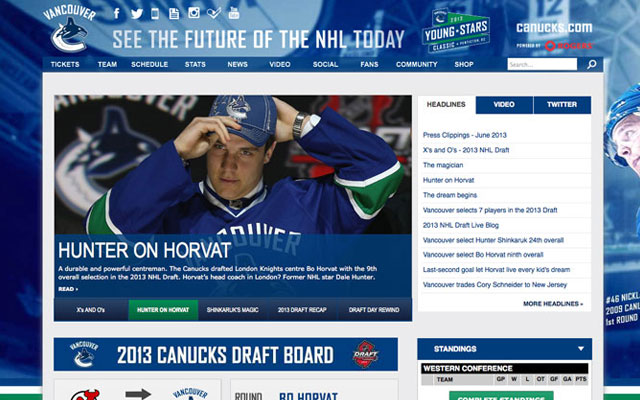 VANCOUVER
SEE THE FUTURE OF THE NHL TODAY
2013
YOUNG STARS
CLASSIC
canucks.com
POWERED BY ROGERS
TICKETS TEAM SCHEDULE STATS NEWS VIDEO SOCIAL FANS COMMUNITY SHOP
Search...
HEADLINES VIDEO TWITTER
Press Clippings - June 2013
X's and O's - 2013 NHL Draft
The magician
Hunter on Horvat
The dream begins
Vancouver selects 7 players in the 2013 Draft
2013 NHL Draft Live Blog
Vancouver select Hunter Shinkaruk 24th overall
Vancouver select Bo Horvat ninth overall
Last-second goal let Horvat live every kid's dream
Vancouver trades Cory Schneider to New Jersey
MORE HEADLINES
VANCOUVER
HUNTER ON HORVAT
A durable and powerful centreman. The Canucks drafted London Knights centre Bo Horvat with the 9th
overall selection in the 2013 NHL Draft. Horvat's head coach in London? Former NHL star Dale Hunter.
READ
X's AND O's HUNTER ON HORVAT SHINKARUK'S MAGIC 2013 DRAFT RECAP DRAFT DAY REWIND
#46 NICKL
2009 CANU
1st ROUND
VANCOUVER
2013 CANUCKS DRAFT BOARD
DRAFT
STANDINGS
WESTERN CONFERENCE
TEAM GP W L OT GF GA PTS
COMPLETE STANDINGS
VANCOUVER
ROUND
BO HORVAT